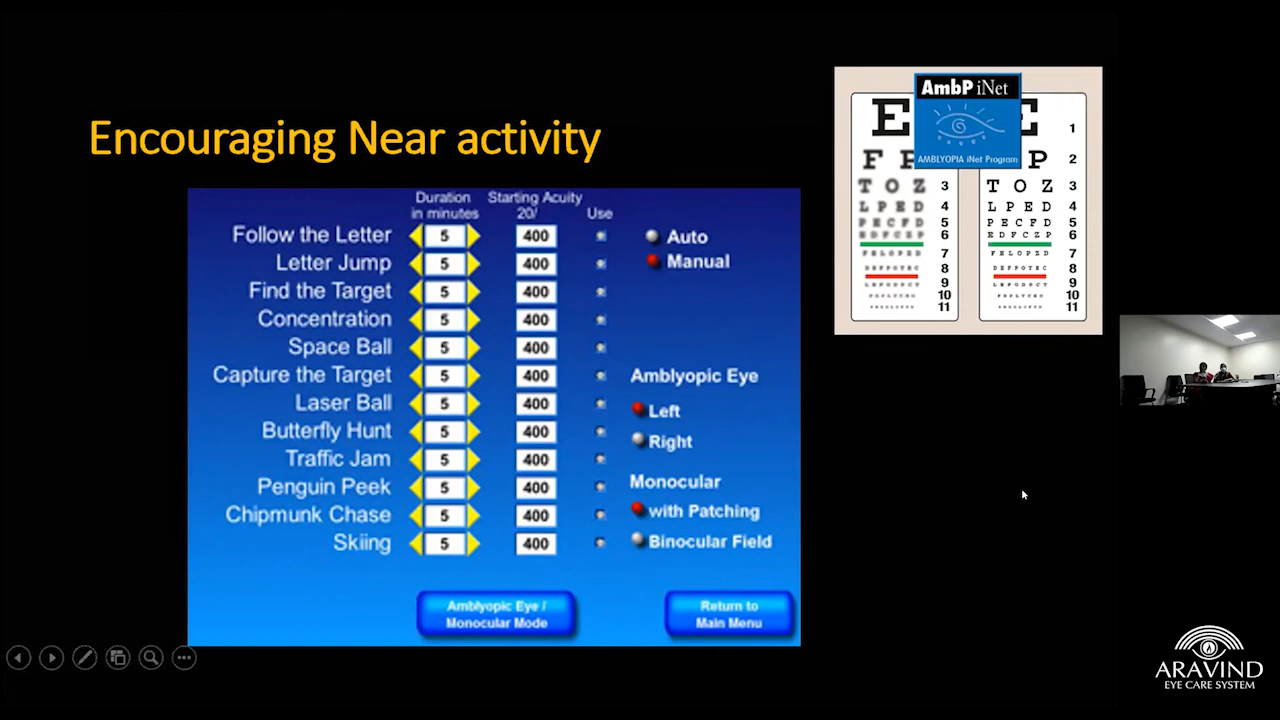 Encouraging Near activity
Duration in minutes
Starting Acuity 20/
Use
Follow the Letter 5 400
Letter Jump 5 400
Find the Target 5 400
Concentration 5 400
Space Ball 5 400
Capture the Target 5 400
Laser Ball 5 400
Butterfly Hunt 5 400
Traffic Jam 5 400
Penguin Peek 5 400
Chipmunk Chase 5 400
Skiing 5 400
Auto
Manual
Amblyopic Eye
Left
Right
Monocular
with Patching
Binocular Field
Amblyopic Eye /
Monocular Mode
Return to
Main Menu
AmbP iNet
AMBLYOPIA iNet Program
E E 1
F P P 2
T O Z 3 T O Z 3
L P E D 4 L P E D 4
P E C F D 5 P E C F D 5
E D F C Z P 6 E D F C Z P 6
F E L O P Z D 7 F E L O P Z D 7
D E F P O T E C 8 D E F P O T E C 8
9 L E F O D P C T 9
10 10
11 11
ARAVIND
EYE CARE SYSTEM